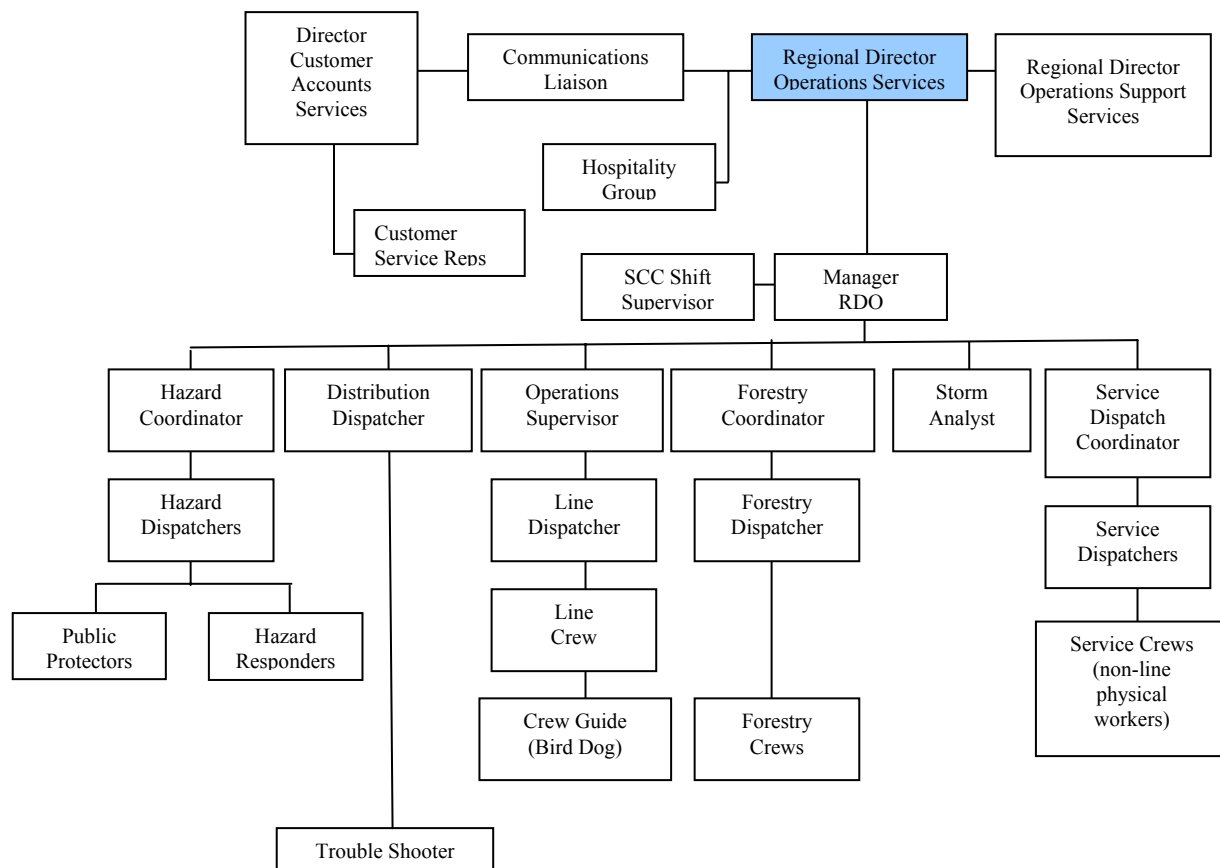 Director
Customer
Accounts
Services
Communications
Liaison
Regional Director
Operations Services
Regional Director
Operations Support
Services
Hospitality
Group
Customer
Service Reps
SCC Shift
Supervisor
Manager
RDO
Hazard
Coordinator
Distribution
Dispatcher
Operations
Supervisor
Forestry
Coordinator
Storm
Analyst
Service
Dispatch
Coordinator
Hazard
Dispatchers
Line
Dispatcher
Forestry
Dispatcher
Service
Dispatchers
Public
Protectors
Hazard
Responders
Line
Crew
Service Crews
(non-line
physical
workers)
Crew Guide
(Bird Dog)
Forestry
Crews
Trouble Shooter